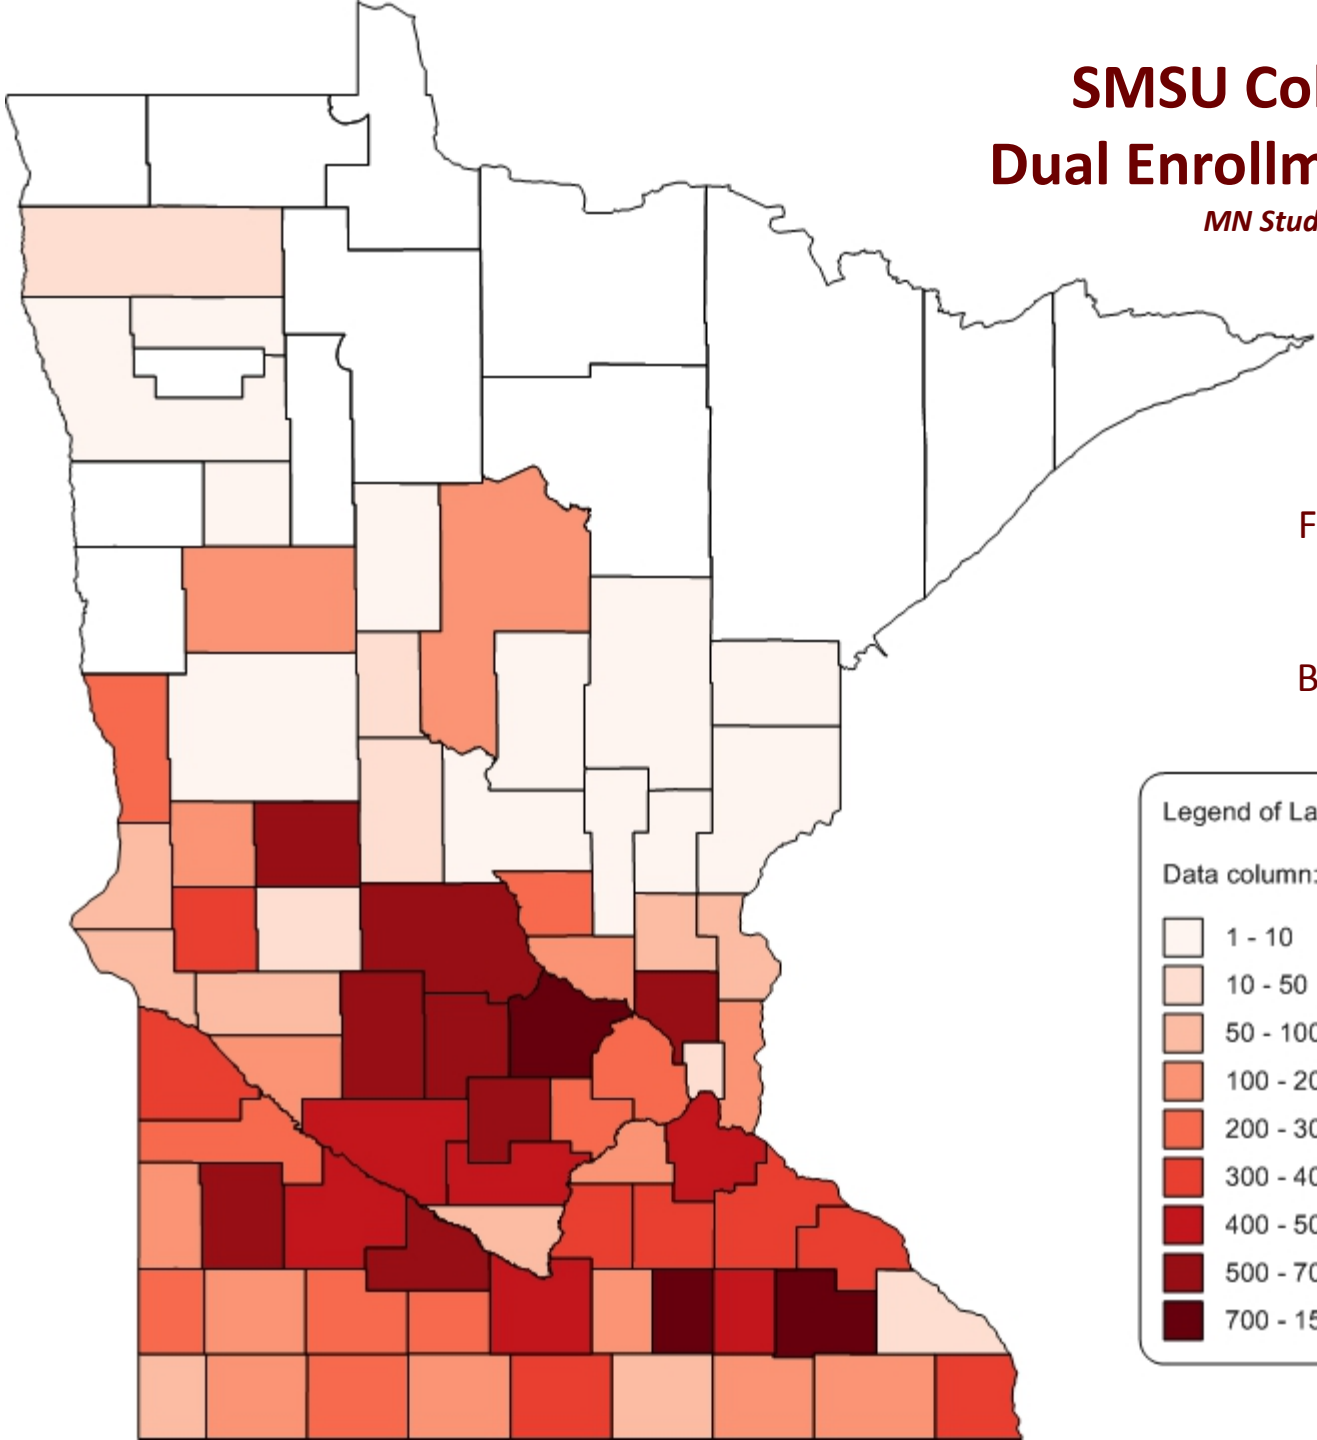 SMSU Col
Dual Enrollm
MN Stud
F
B
Legend of La
Data column:
1 - 10
10 - 50
50 - 100
100 - 20
200 - 30
300 - 40
400 - 50
500 - 70
700 - 15